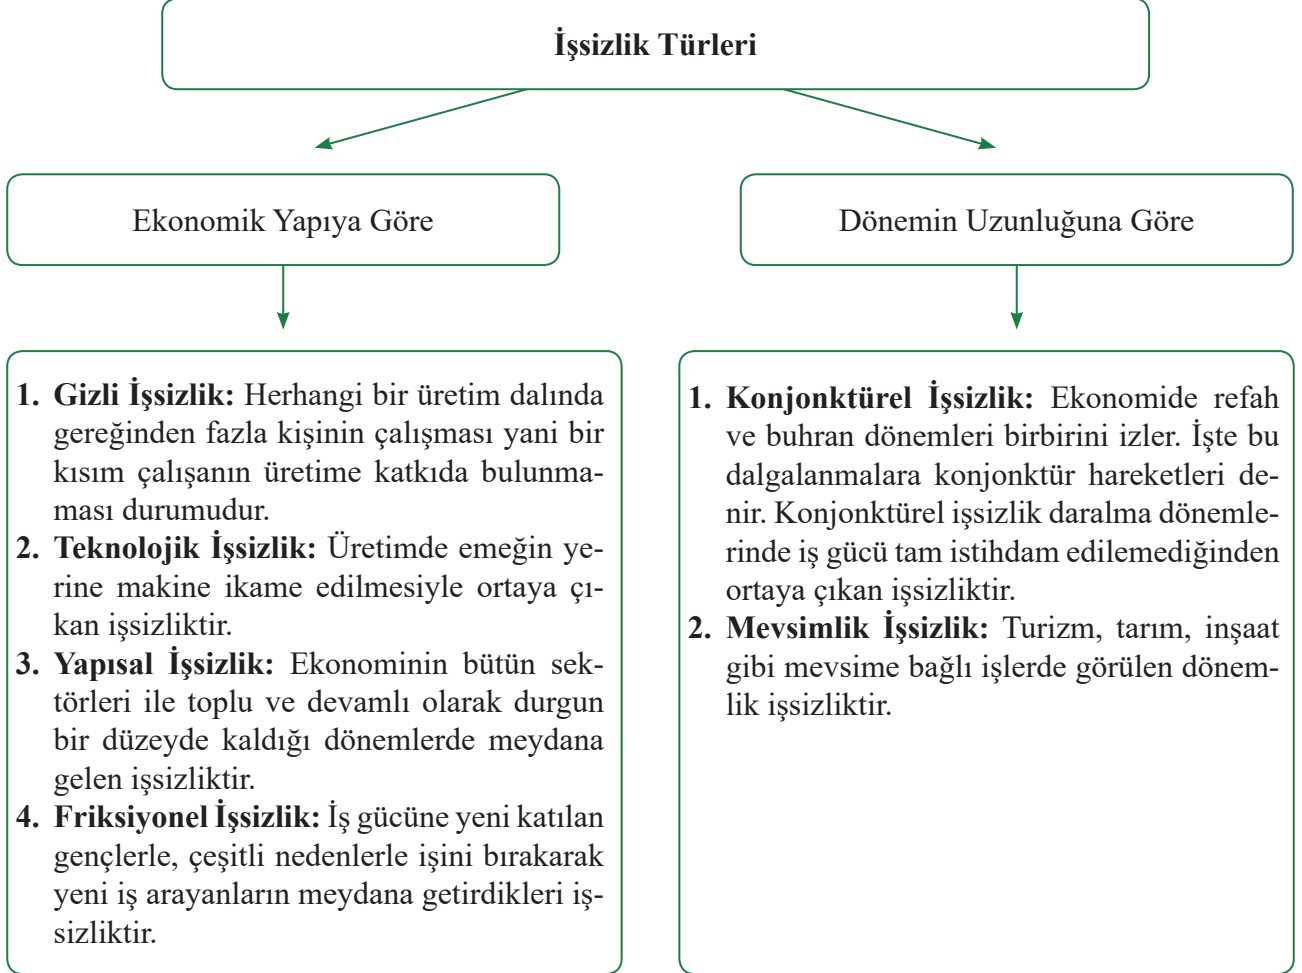 İşsizlik Türleri
Ekonomik Yapıya Göre
Dönemin Uzunluğuna Göre
1. Gizli İşsizlik: Herhangi bir üretim dalında
gereğinden fazla kişinin çalışması yani bir
kısım çalışanın üretime katkıda bulunma-
ması durumudur.
2. Teknolojik İşsizlik: Üretimde emeğin ye-
rine makine ikame edilmesiyle ortaya çı-
kan işsizliktir.
3. Yapısal İşsizlik: Ekonominin bütün sek-
törleri ile toplu ve devamlı olarak durgun
bir düzeyde kaldığı dönemlerde meydana
gelen işsizliktir.
4. Friksiyonel İşsizlik: İş gücüne yeni katılan
gençlerle, çeşitli nedenlerle işini bırakarak
yeni iş arayanların meydana getirdikleri iş-
sizliktir.
1. Konjonktürel İşsizlik: Ekonomide refah
ve buhran dönemleri birbirini izler. İşte bu
dalgalanmalara konjonktür hareketleri de-
nir. Konjonktürel işsizlik daralma dönemle-
rinde iş gücü tam istihdam edilemediğinden
ortaya çıkan işsizliktir.
2. Mevsimlik İşsizlik: Turizm, tarım, inşaat
gibi mevsime bağlı işlerde görülen dönem-
lik işsizliktir.